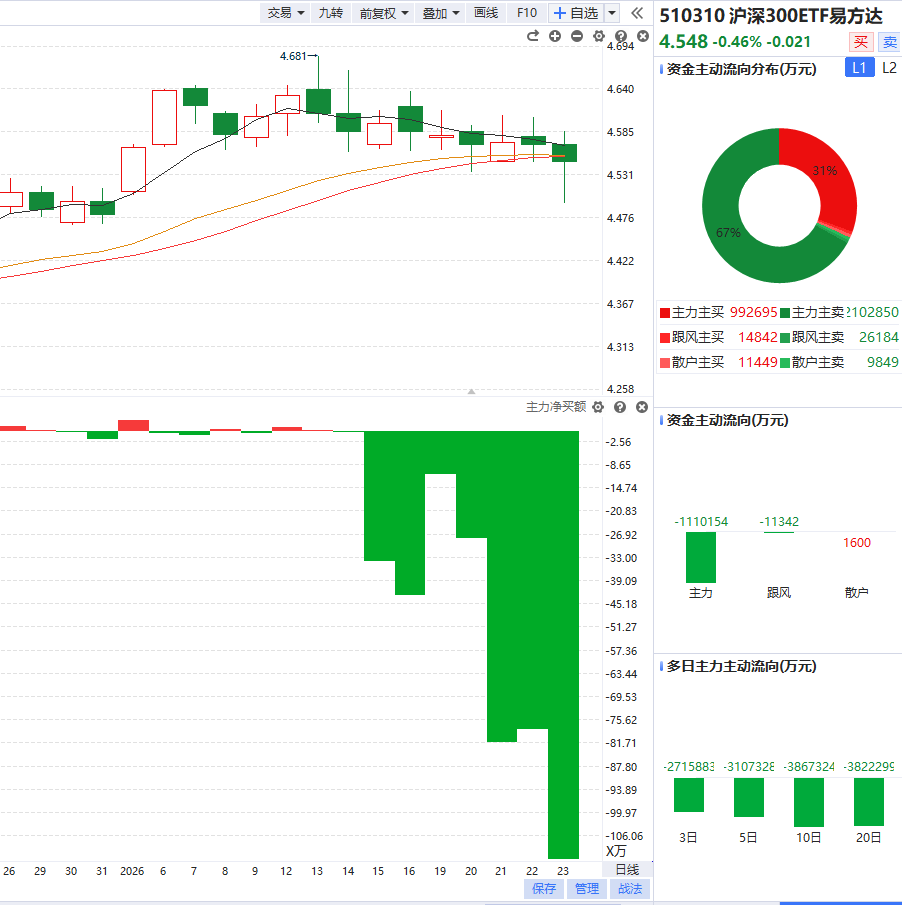 交易 九转 前复权 叠加 画线 F10 +自选
510310 沪深300ETF易方达
4.548 -0.46% -0.021 买 卖
资金主动流向分布(万元) L1 L2
4.681
4.694
4.640
4.585
4.531
4.476
4.422
4.367
4.313
4.258
31%
67%
主力主买 992695 主力主卖 2102850
跟风主买 14842 跟风主卖 26184
散户主买 11449 散户主卖 9849
主力净买额
-2.56
-8.65
-14.74
-20.83
-26.92
-33.00
-39.09
-45.18
-51.27
-57.36
-63.44
-69.53
-75.62
-81.71
-87.80
-93.89
-99.97
-106.06
X万
资金主动流向(万元)
-1110154 -11342 1600
主力 跟风 散户
多日主力主动流向(万元)
-2715883 -3107328 -3867324 -3822299
3日 5日 10日 20日
26 29 30 31 2026 6 7 8 9 12 13 14 15 16 19 20 21 22 23 日线
保存 管理 战法